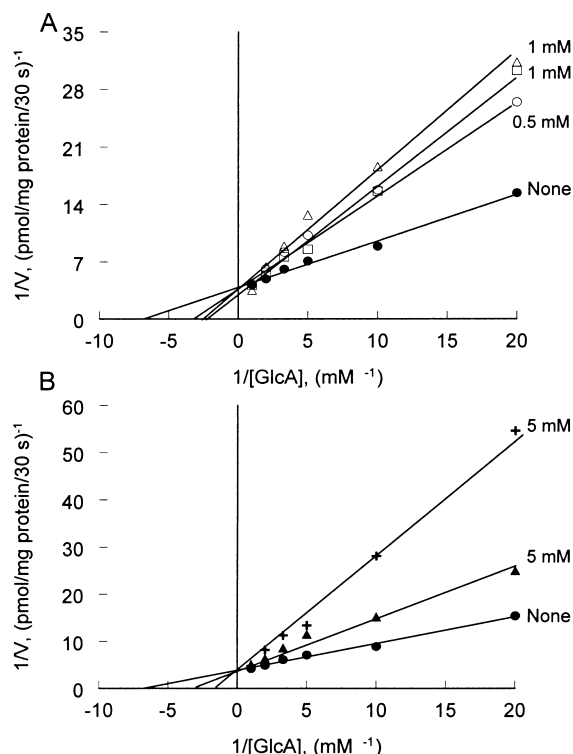 A
35
28
21
14
7
0
1/V, (pmol/mg protein/30 s)-1
1 mM
1 mM
0.5 mM
None
-10 -5 0 5 10 15 20
1/[GlcA], (mM -1)
B
60
50
40
30
20
10
0
1/V, (pmol/mg protein/30 s)-1
5 mM
5 mM
None
-10 -5 0 5 10 15 20
1/[GlcA], (mM -1)